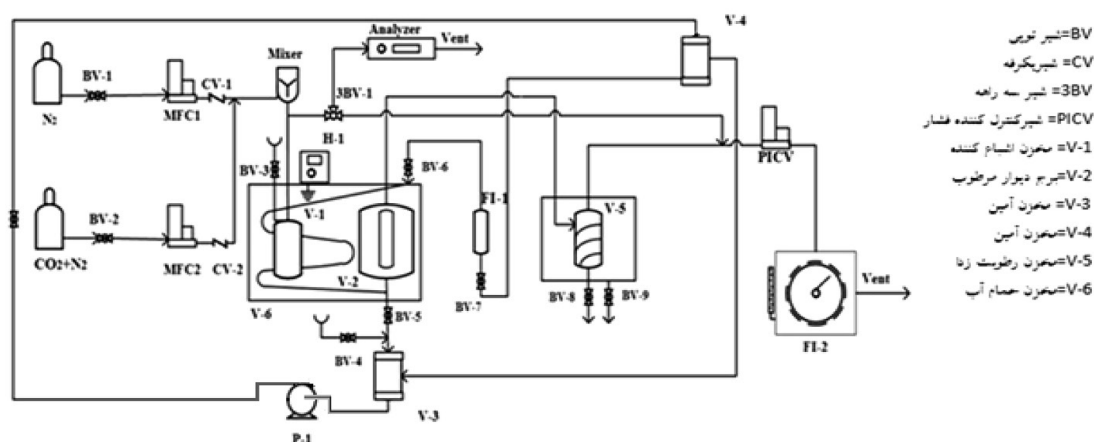 V-4
Analyzer
Vent
Mixer
BV-1
CV-1
3BV-1
N₂
MFC1
H-1
PICV
BV-3
BV-6
FI-1
V-1
V-5
BV-2
CO₂+N₂
MFC2
CV-2
V-2
BV-7
BV-8
BV-9
V-6
BV-5
Vent
BV-4
FI-2
V-3
P-1
BV=شیر توپی
CV= شیریکرفه
3BV= شیر سه راهه
PICV= شیرکنترل کننده فشار
V-1= مخزن اشباع کننده
V-2=برج دیوار مرطوب
V-3= مخزن آمین
V-4=مخزن آمین
V-5=مخزن رطوبت زدا
V-6=مخزن حمام آب